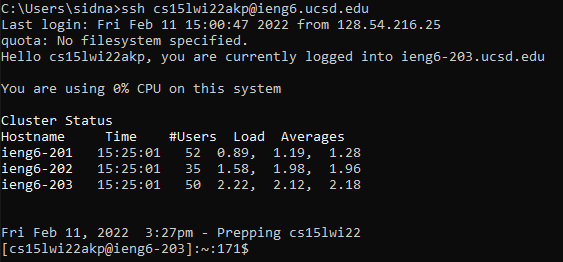 C:\Users\sidna>ssh cs15lwi22akp@ieng6.ucsd.edu
Last login: Fri Feb 11 15:00:47 2022 from 128.54.216.25
quota: No filesystem specified.
Hello cs15lwi22akp, you are currently logged into ieng6-203.ucsd.edu
You are using 0% CPU on this system
Cluster Status
Hostname     Time    #Users  Load  Averages
ieng6-201   15:25:01   52  0.89,  1.19,  1.28
ieng6-202   15:25:01   35  1.58,  1.98,  1.96
ieng6-203   15:25:01   50  2.22,  2.12,  2.18
Fri Feb 11, 2022  3:27pm - Prepping cs15lwi22
[cs15lwi22akp@ieng6-203]:~:171$